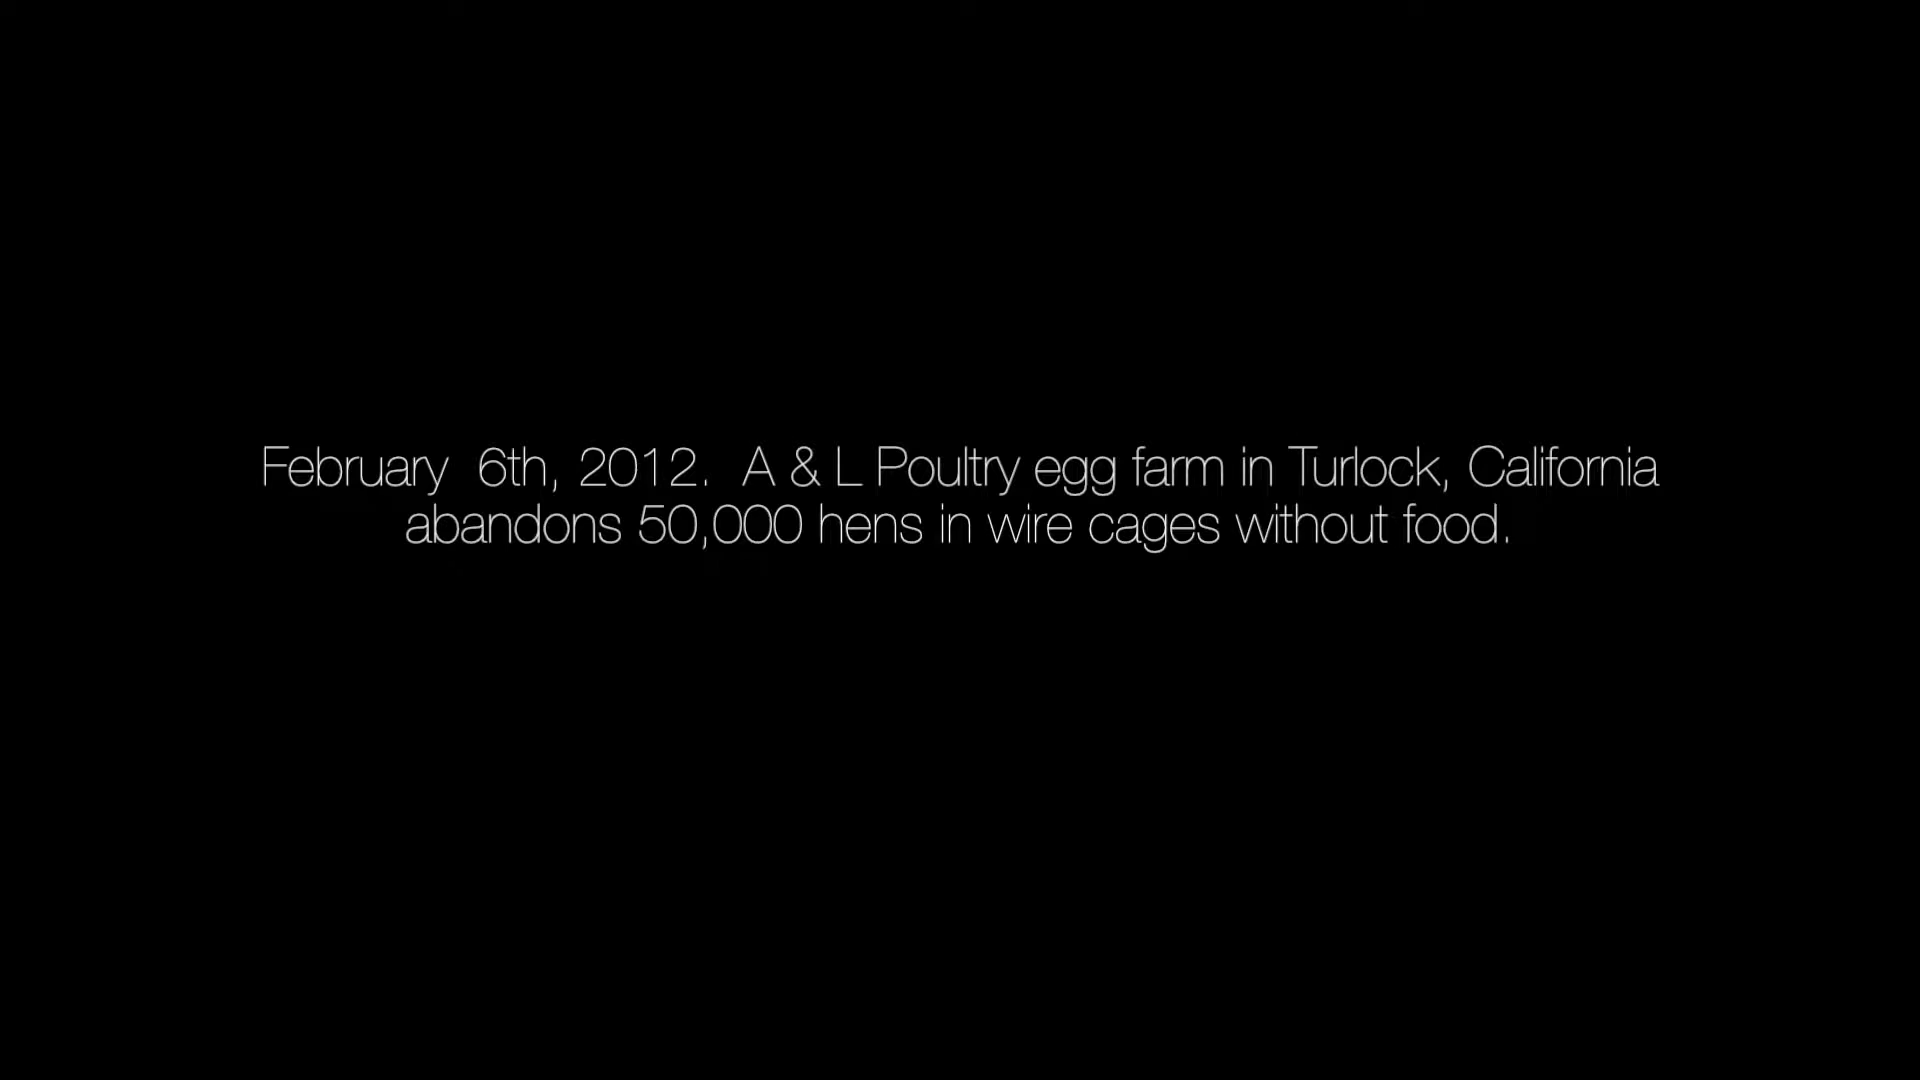 February  6th, 2012.  A & L Poultry egg farm in Turlock, California
abandons 50,000 hens in wire cages without food.